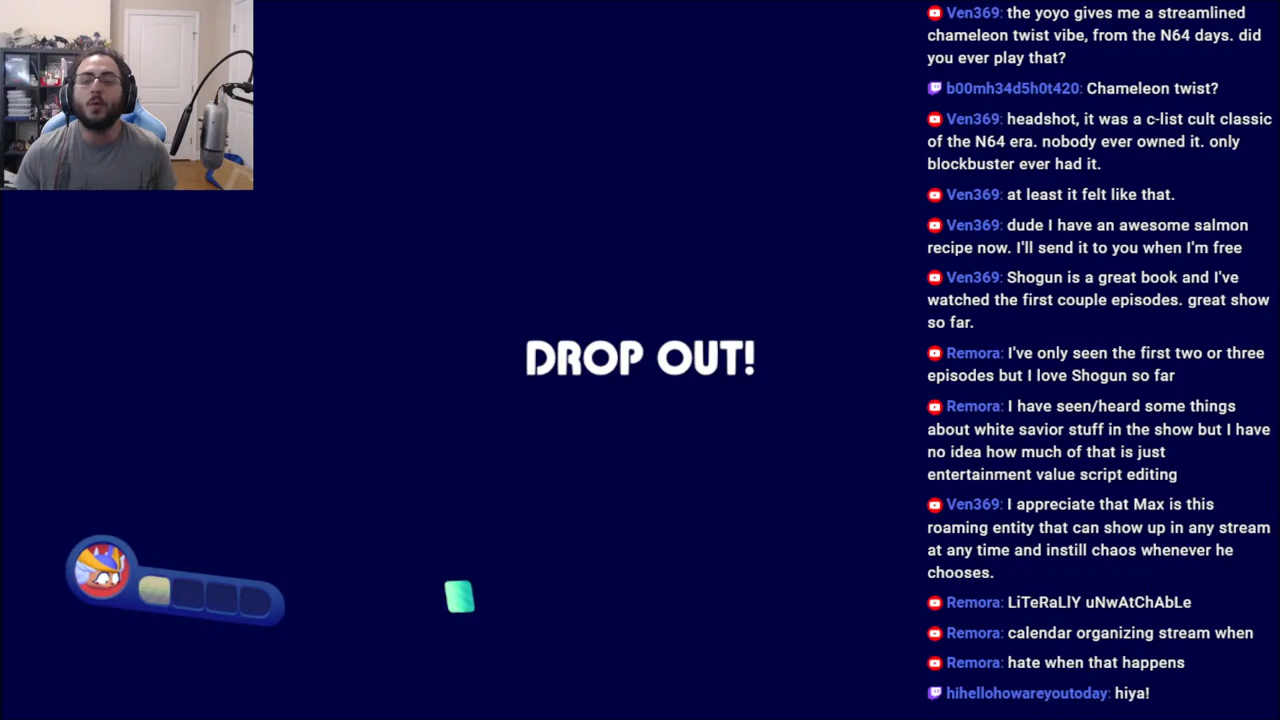 Ven369: the yoyo gives me a streamlined
chameleon twist vibe, from the N64 days. did
you ever play that?
b00mh34d5h0t420: Chameleon twist?
Ven369: headshot, it was a c-list cult classic
of the N64 era. nobody ever owned it. only
blockbuster ever had it.
Ven369: at least it felt like that.
Ven369: dude I have an awesome salmon
recipe now. I'll send it to you when I'm free
Ven369: Shogun is a great book and I've
watched the first couple episodes. great show
so far.
Remora: I've only seen the first two or three
episodes but I love Shogun so far
Remora: I have seen/heard some things
about white savior stuff in the show but I have
no idea how much of that is just
entertainment value script editing
Ven369: I appreciate that Max is this
roaming entity that can show up in any stream
at any time and instill chaos whenever he
chooses.
Remora: LiTeRaLlY uNwAtChAbLe
Remora: calendar organizing stream when
Remora: hate when that happens
hihellohowareyoutoday: hiya!
DROP OUT!